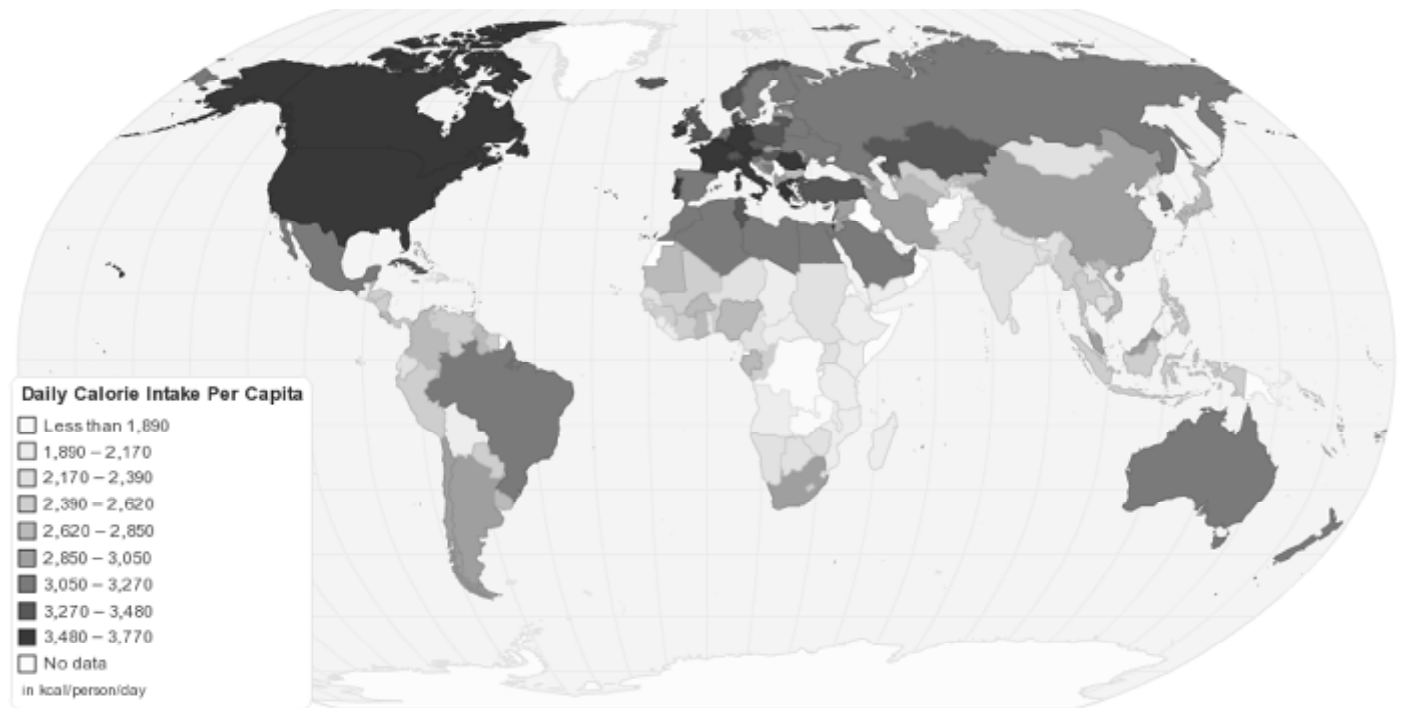 Daily Calorie Intake Per Capita
Less than 1,890
1,890 – 2,170
2,170 – 2,390
2,390 – 2,620
2,620 – 2,850
2,850 – 3,050
3,050 – 3,270
3,270 – 3,480
3,480 – 3,770
No data
in kcal/person/day